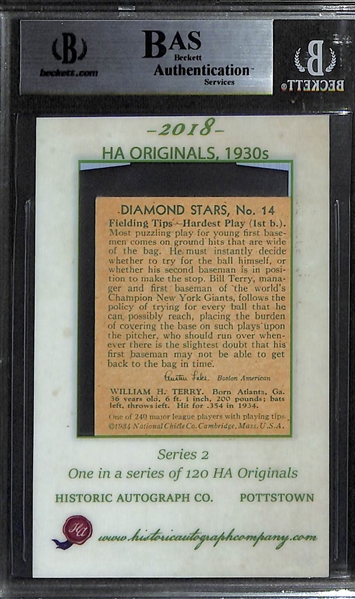 BAS
Beckett
Authentication
Services
beckett.com
BECKETT
-2018-
HA ORIGINALS, 1930s
DIAMOND STARS, No. 14
Fielding Tips—Hardest Play (1st b.).
Most puzzling play for young first base-
men comes on ground hits that are wide
of the bag. He must instantly decide
whether to try for the ball himself, or
whether his second baseman is in position
to make the stop. Bill Terry, mana-
ger and first baseman of the world's
Champion New York Giants, follows the
policy of trying for every ball that he
can possibly reach, placing the burden
of covering the base on such plays upon
the pitcher, who should run over when-
ever there is the slightest doubt that his
first baseman may not be able to get
back to the bag in time.
Austen Lake Boston American
WILLIAM H. TERRY. Born Atlanta, Ga.
36 years old, 6 ft. 1 inch, 200 pounds; bats
left, throws left. Hit for .354 in 1934.
One of 240 major league players with playing tips.
©1934 National Chicle Co. Cambridge, Mass. U.S.A.
Series 2
One in a series of 120 HA Originals
HISTORIC AUTOGRAPH CO. POTTSTOWN
HA
www.historicautographcompany.com